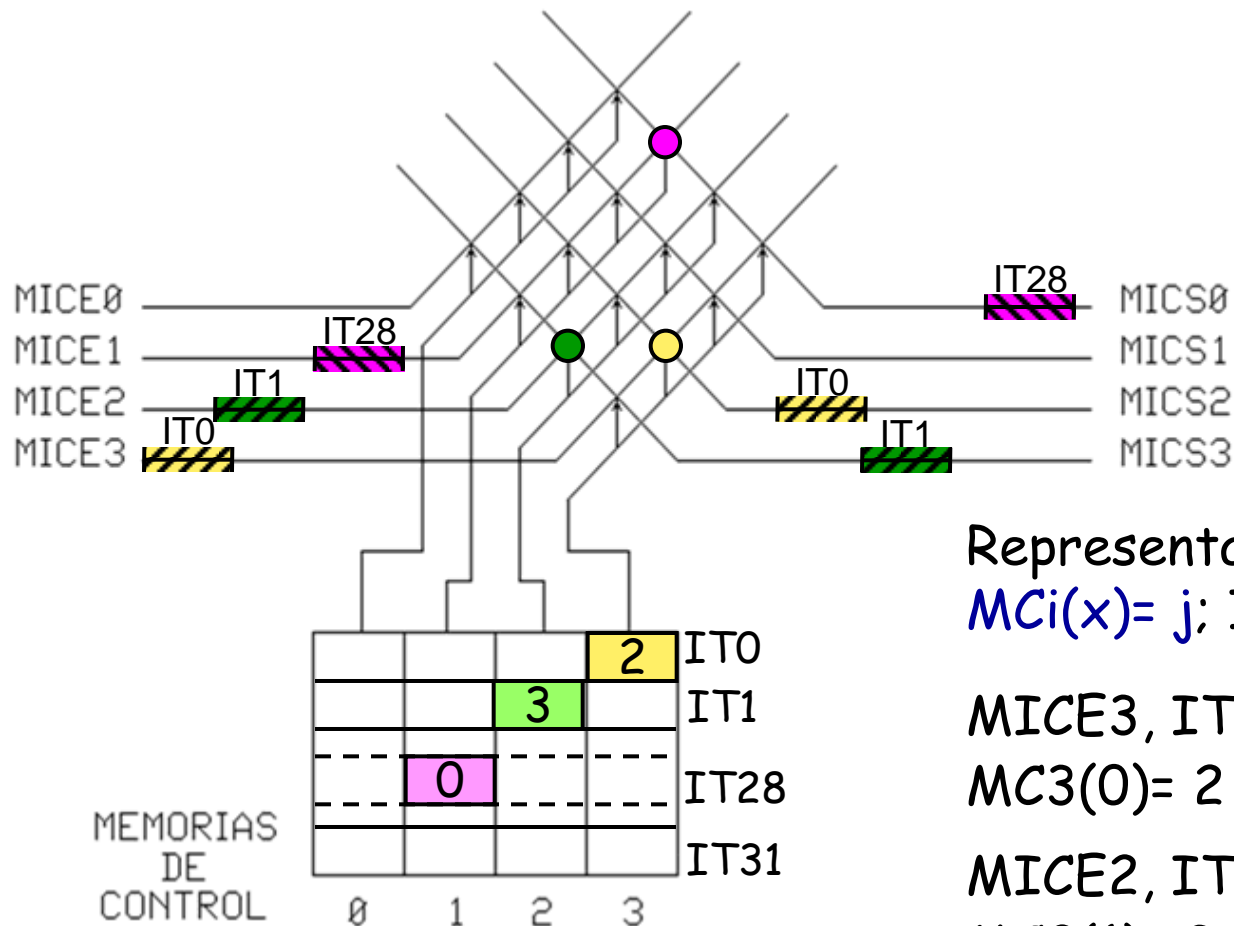 IT28
MICE0
MICS0
IT28
MICE1
MICS1
IT1
IT0
MICE2
MICS2
IT0
IT1
MICE3
MICS3
MCi(x)= j;
2 IT0
3 IT1
MICE3, IT
0 IT28
MC3(0)= 2
MEMORIAS
DE
CONTROL
IT31
MICE2, IT
0 1 2 3